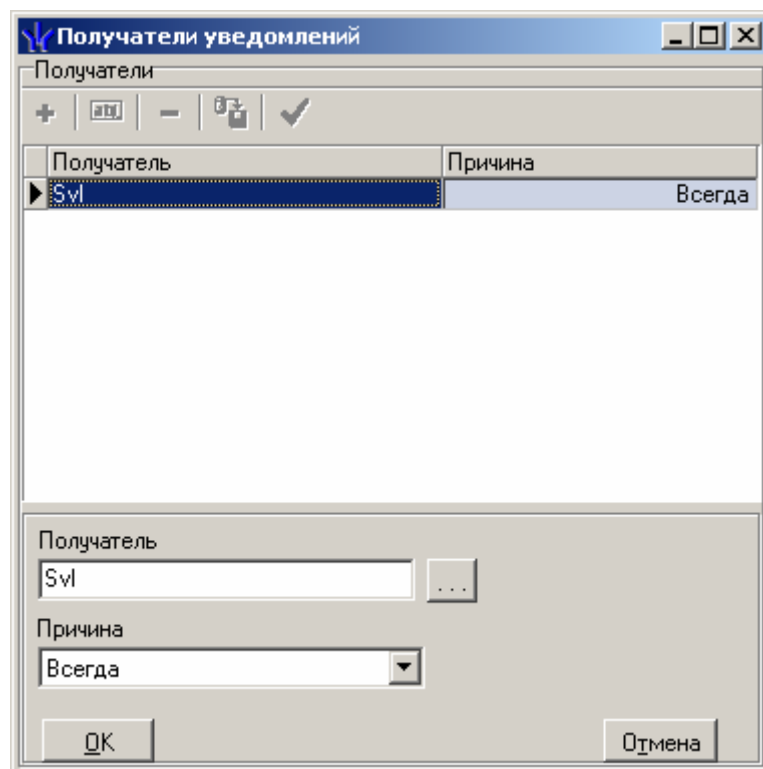 Получатели уведомлений
Получатели
Получатель Причина
Svl Всегда
Получатель
Svl ...
Причина
Всегда
OK Отмена